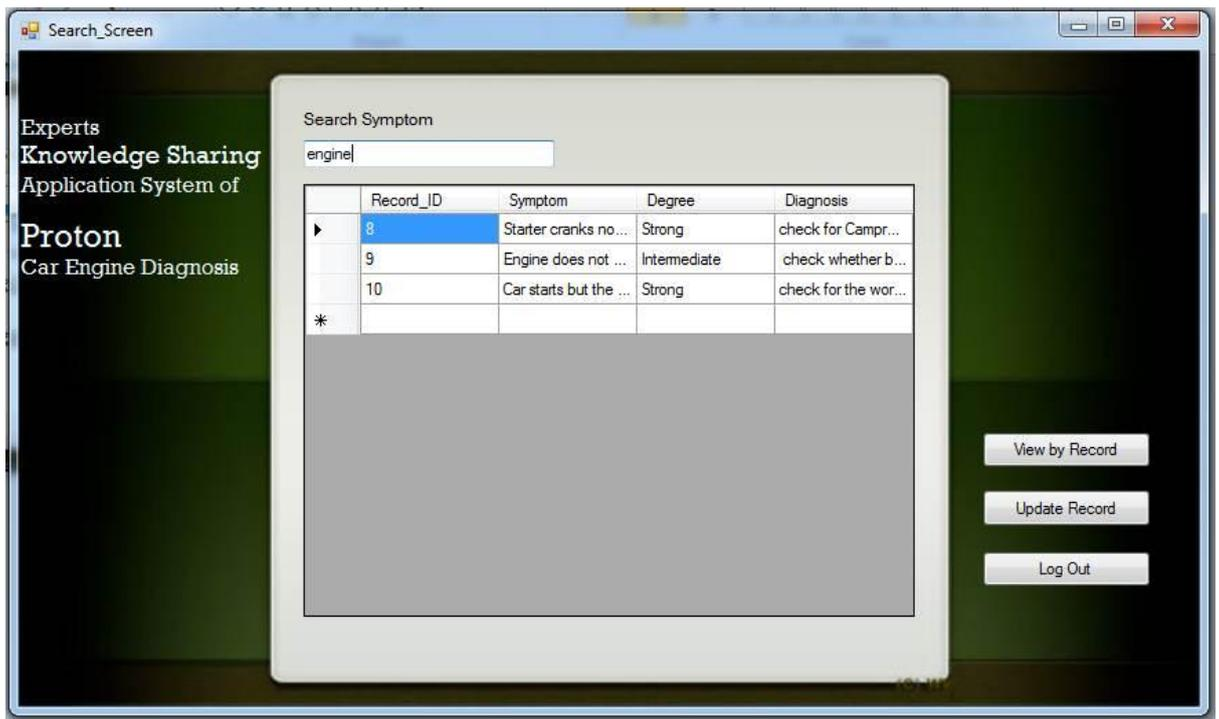 Search_Screen
Experts
Knowledge Sharing
Application System of
Proton
Car Engine Diagnosis
Search Symptom
engine
Record_ID Symptom Degree Diagnosis
8 Starter cranks no... Strong check for Campr...
9 Engine does not ... Intermediate check whether b...
10 Car starts but the ... Strong check for the wor...
View by Record
Update Record
Log Out